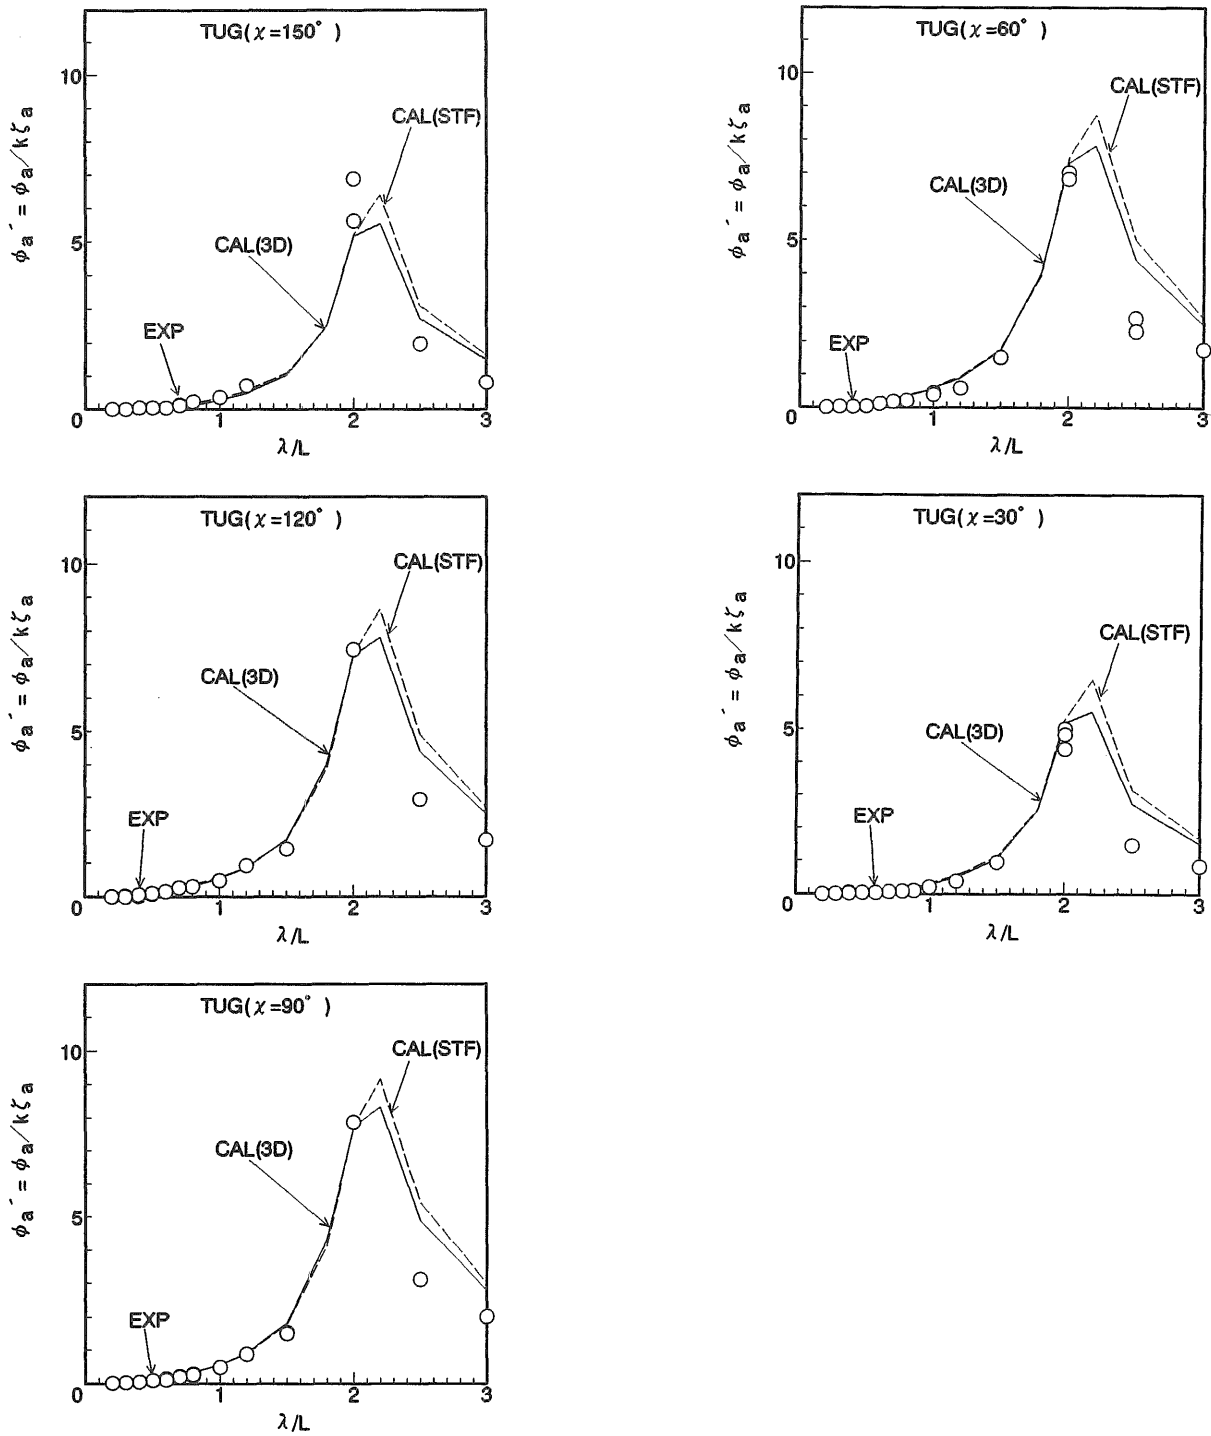 TUG(χ=150°)
10
CAL(STF)
CAL(3D)
5
EXP
0
1
2
3
λ/L
ϕa´=ϕa/kζa
TUG(χ=60°)
10
CAL(STF)
CAL(3D)
5
EXP
0
1
2
3
λ/L
ϕa´=ϕa/kζa
TUG(χ=120°)
10
CAL(STF)
CAL(3D)
5
EXP
0
1
2
3
λ/L
ϕa´=ϕa/kζa
TUG(χ=30°)
10
CAL(STF)
CAL(3D)
5
EXP
0
1
2
3
λ/L
ϕa´=ϕa/kζa
TUG(χ=90°)
10
CAL(STF)
CAL(3D)
5
EXP
0
1
2
3
λ/L
ϕa´=ϕa/kζa